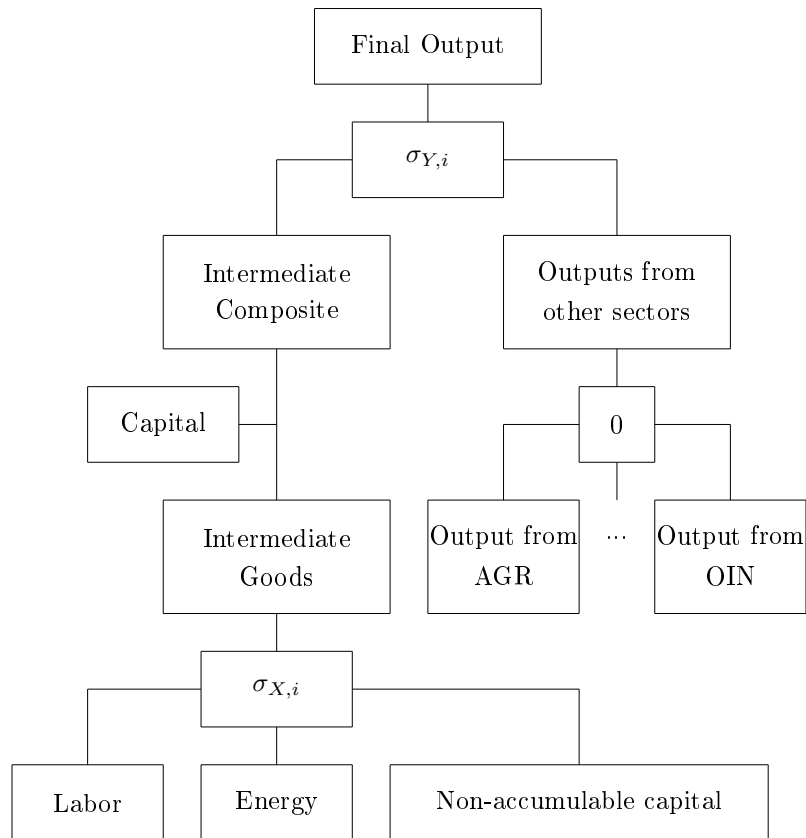 Final Output
σ_{Y,i}
Intermediate
Composite
Outputs from
other sectors
Capital
0
Intermediate
Goods
Output from
AGR
...
Output from
OIN
σ_{X,i}
Labor
Energy
Non-accumulable capital